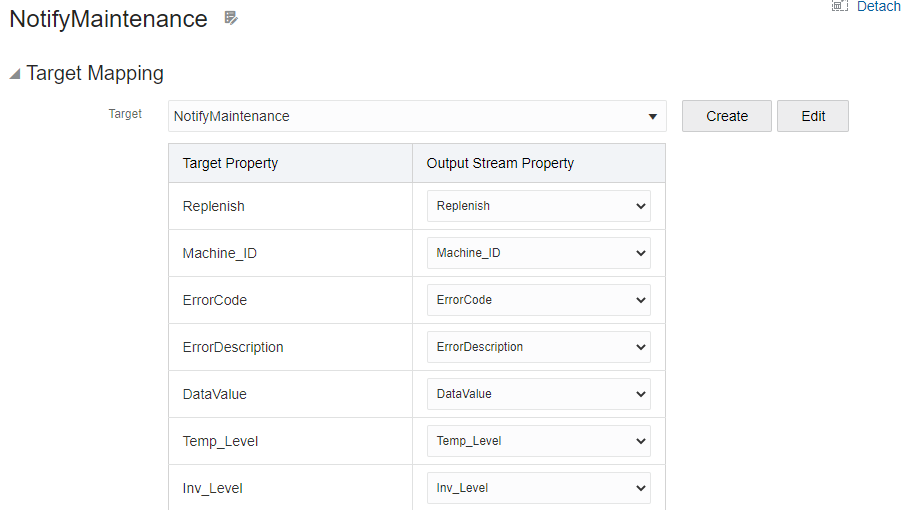 NotifyMaintenance
Detach
Target Mapping
Target NotifyMaintenance Create Edit
Target Property Output Stream Property
Replenish Replenish
Machine_ID Machine_ID
ErrorCode ErrorCode
ErrorDescription ErrorDescription
DataValue DataValue
Temp_Level Temp_Level
Inv_Level Inv_Level